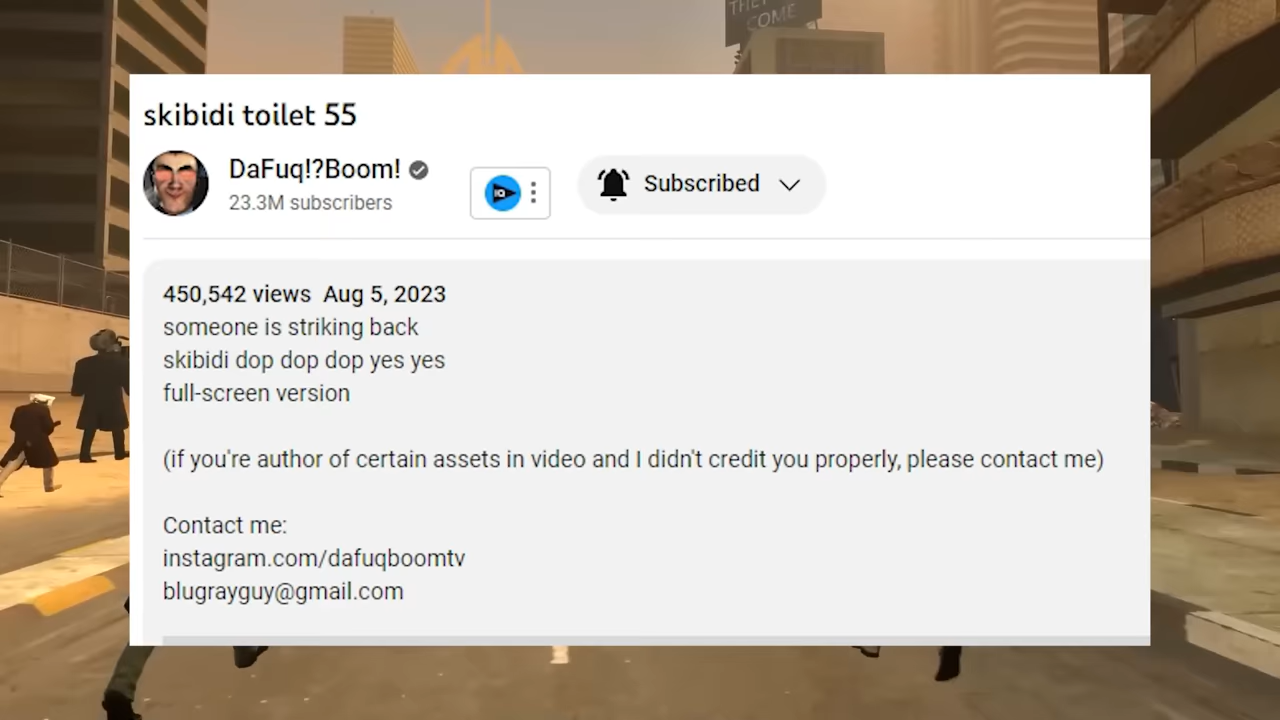 THEY
COME
skibidi toilet 55
DaFuq!?Boom!
23.3M subscribers
Subscribed
450,542 views Aug 5, 2023
someone is striking back
skibidi dop dop dop yes yes
full-screen version
(if you're author of certain assets in video and I didn't credit you properly, please contact me)
Contact me:
instagram.com/dafuqboomtv
blugrayguy@gmail.com